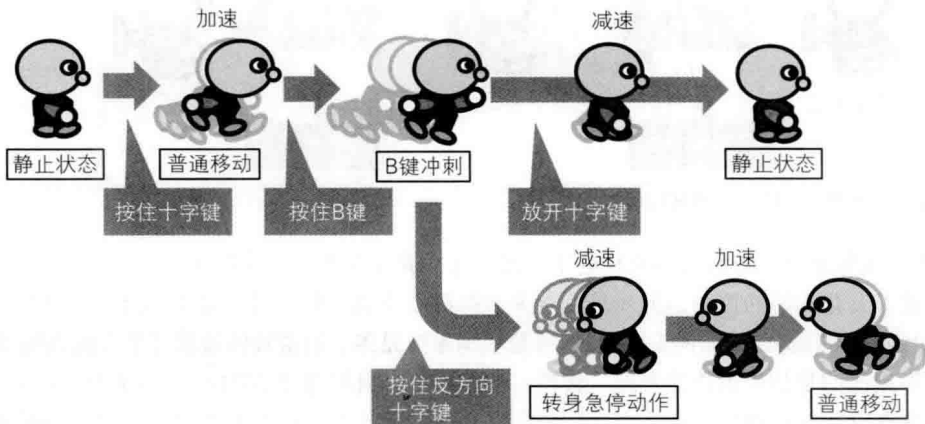 加速
减速
静止状态
普通移动
B键冲刺
静止状态
按住十字键
按住B键
放开十字键
减速
加速
按住反方向
十字键
转身急停动作
普通移动